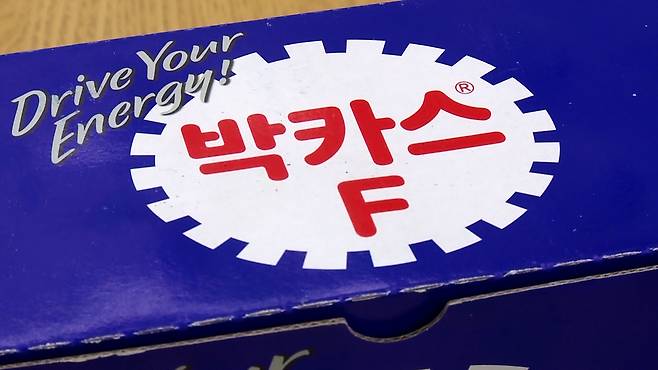 Drive Your
Energy!
박카스®
F